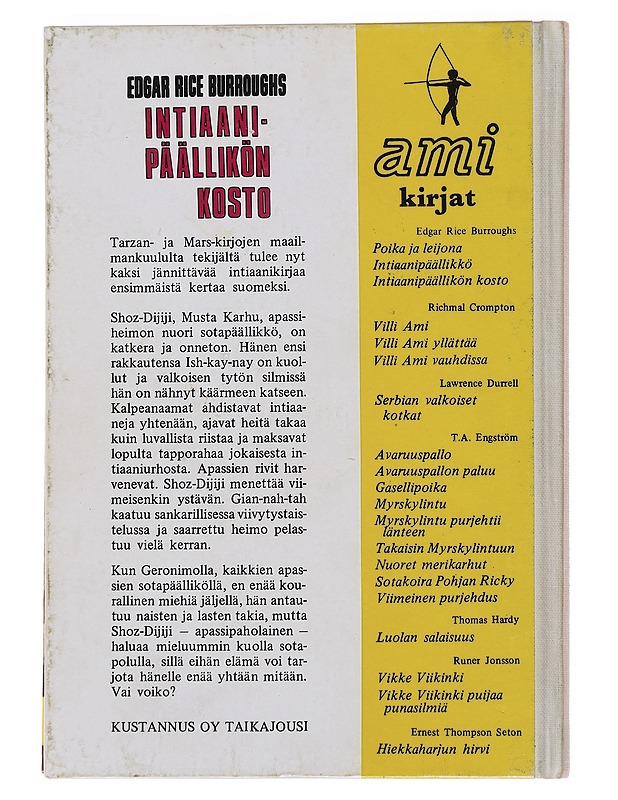 EDGAR RICE BURROUGHS
INTIAANI-
PÄÄLLIKÖN
KOSTO
Tarzan- ja Mars-kirjojen maail-
mankuululta tekijältä tulee nyt
kaksi jännittävää intiaanikirjaa
ensimmäistä kertaa suomeksi.
Shoz-Dijiji, Musta Karhu, apassi-
heimon nuori sotapäällikkö, on
katkera ja onneton. Hänen ensi
rakkautensa Ish-kay-nay on kuol-
lut ja valkoisen tytön silmissä
hän on nähnyt käärmeen katseen.
Kalpeanaamat ahdistavat intiaa-
neja yhtenään, ajavat heitä takaa
kuin luvallista riistaa ja maksavat
lopulta tapporahaa jokaisesta in-
tiaaniurhosta. Apassien rivit har-
venevat. Shoz-Dijiji menettää vii-
meisenkin ystävän. Gian-nah-tah
kaatuu sankarillisessa viivytystais-
telussa ja saarrettu heimo pelas-
tuu vielä kerran.
Kun Geronimolla, kaikkien apas-
sien sotapäälliköllä, en enää kou-
rallinen miehiä jäljellä, hän antau-
tuu naisten ja lasten takia, mutta
Shoz-Dijiji — apassipaholainen —
haluaa mieluummin kuolla sota-
polulla, sillä eihän elämä voi tar-
jota hänelle enää yhtään mitään.
Vai voiko?
KUSTANNUS OY TAIKAJOUSI
ami
kirjat
Edgar Rice Burroughs
Poika ja leijona
Intiaanipäällikkö
Intiaanipäällikön kosto
Richmal Crompton
Villi Ami
Villi Ami yllättää
Villi Ami vauhdissa
Lawrence Durrell
Serbian valkoiset
kotkat
T.A. Engström
Avaruuspallo
Avaruuspallon paluu
Gasellipoika
Myrskylintu
Myrskylintu purjehtii
länteen
Takaisin Myrskylintuun
Nuoret merikarhut
Sotakoira Pohjan Ricky
Viimeinen purjehdus
Thomas Hardy
Luolan salaisuus
Runer Jonsson
Vikke Viikinki
Vikke Viikinki puijaa
punasilmiä
Ernest Thompson Seton
Hiekkaharjun hirvi